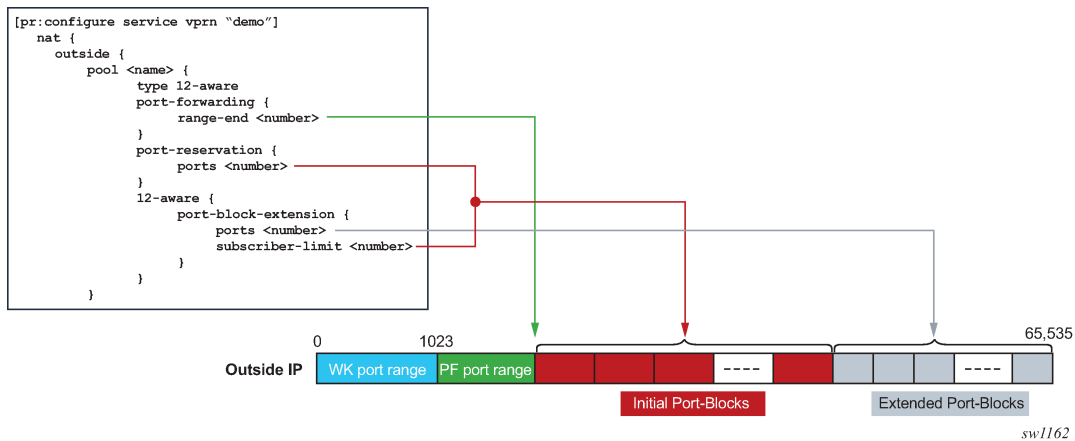 [pr:configure service vprn “demo”]
nat {
outside {
pool <name> {
type 12-aware
port-forwarding {
range-end <number>
}
port-reservation {
ports <number>
}
12-aware {
port-block-extension {
ports <number>
subscriber-limit <number>
}
}
}
0
1023
65,535
Outside IP
WK port range
PF port range
Initial Port-Blocks
Extended Port-Blocks
sw1162